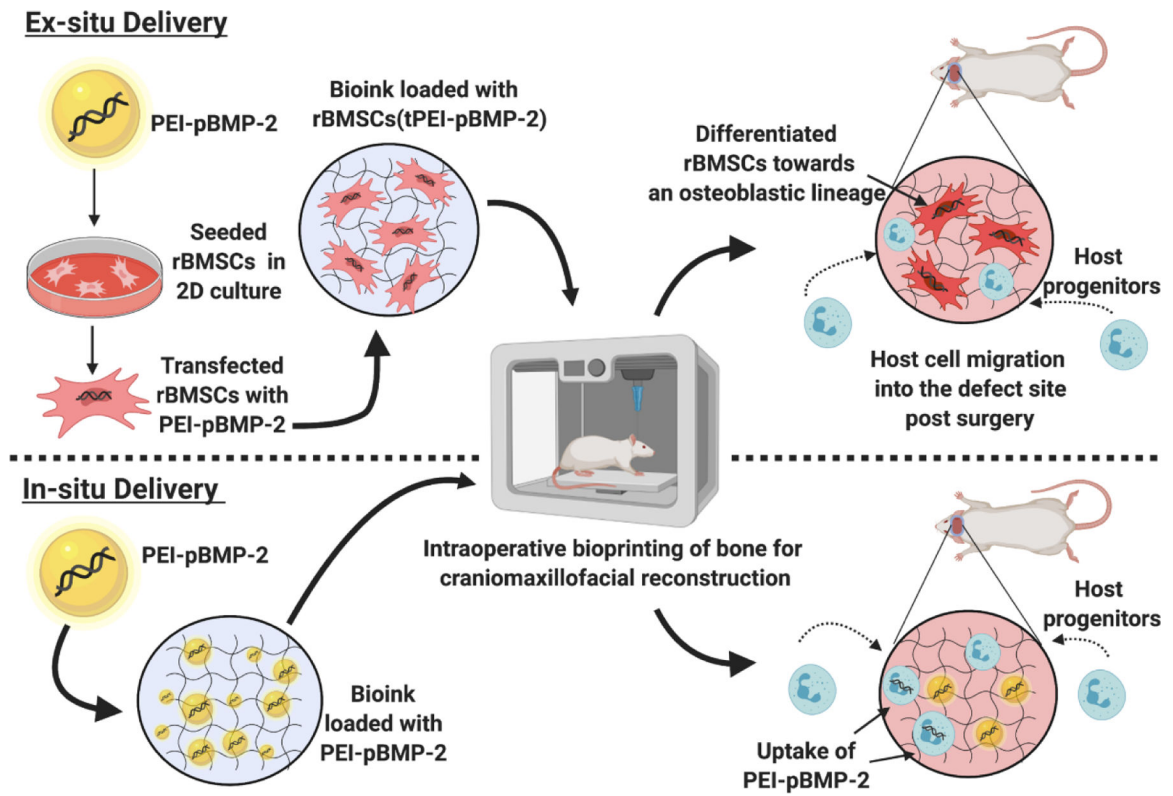 Ex-situ Delivery
PEI-pBMP-2
Seeded
rBMSCs in
2D culture
Transfected
rBMSCs with
PEI-pBMP-2
Bioink loaded with
rBMSCs(tPEI-pBMP-2)
Differentiated
rBMSCs towards
an osteoblastic lineage
Host
progenitors
Host cell migration
into the defect site
post surgery
Intraoperative bioprinting of bone for
craniomaxillofacial reconstruction
In-situ Delivery
PEI-pBMP-2
Bioink
loaded with
PEI-pBMP-2
Host
progenitors
Uptake of
PEI-pBMP-2